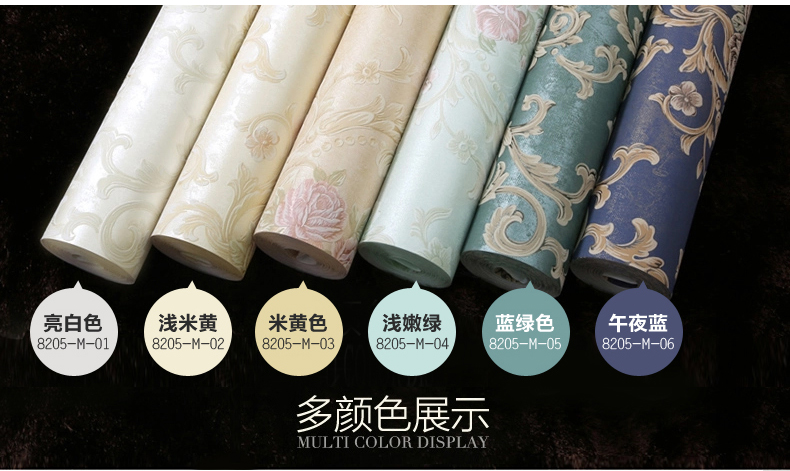 亮白色
8205-M-01
浅米黄
8205-M-02
米黄色
8205-M-03
浅嫩绿
8205-M-04
蓝绿色
8205-M-05
午夜蓝
8205-M-06
多颜色展示
MULTI COLOR DISPLAY